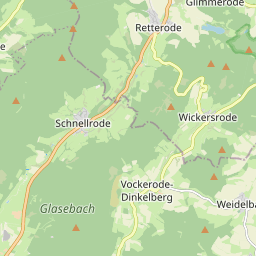 Glimmerode
Retterode
Schnellrode
Wickersrode
Vockerode-
Dinkelberg
Weidelba
Glasebach